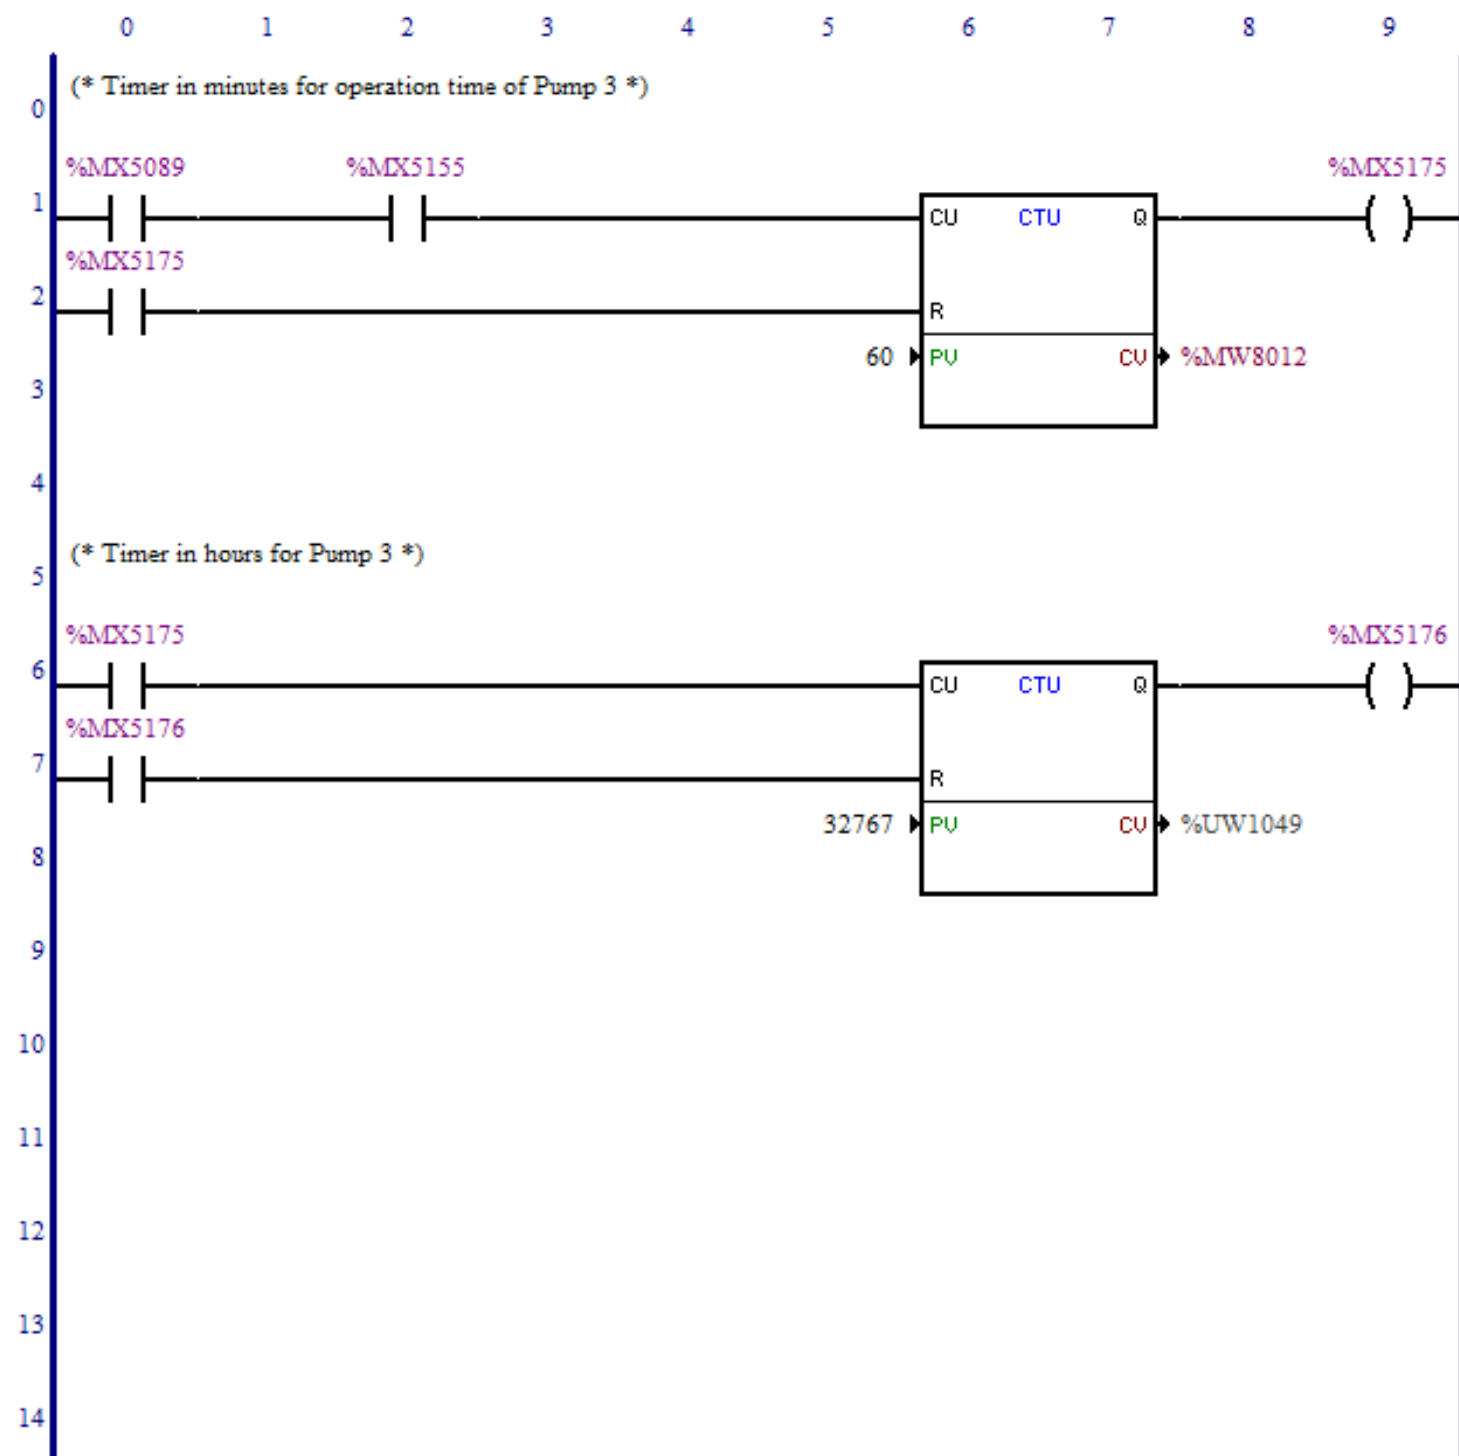 0 1 2 3 4 5 6 7 8 9
(* Timer in minutes for operation time of Pump 3 *)
0
%MX5089 %MX5155 %MX5175
1
CU CTU Q
%MX5175
2
R
60 PV CV %MW8012
3
4
(* Timer in hours for Pump 3 *)
5
%MX5175 %MX5176
6
CU CTU Q
%MX5176
7
R
32767 PV CV %UW1049
8
9
10
11
12
13
14